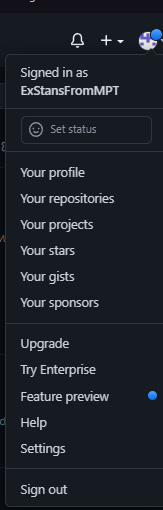 Signed in as
ExStansFromMPT
Set status
Your profile
Your repositories
Your projects
Your stars
Your gists
Your sponsors
Upgrade
Try Enterprise
Feature preview
Help
Settings
Sign out